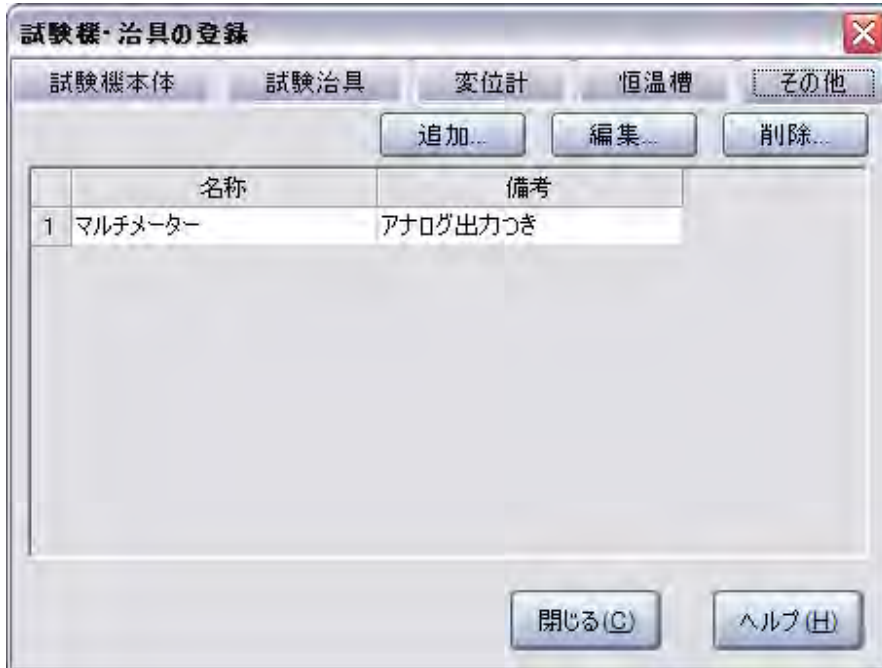 試験機・治具の登録
試験機本体 試験治具 変位計 恒温槽 その他
追加... 編集... 削除...
名称 備考
1 マルチメーター アナログ出力つき
閉じる(C) ヘルプ(H)